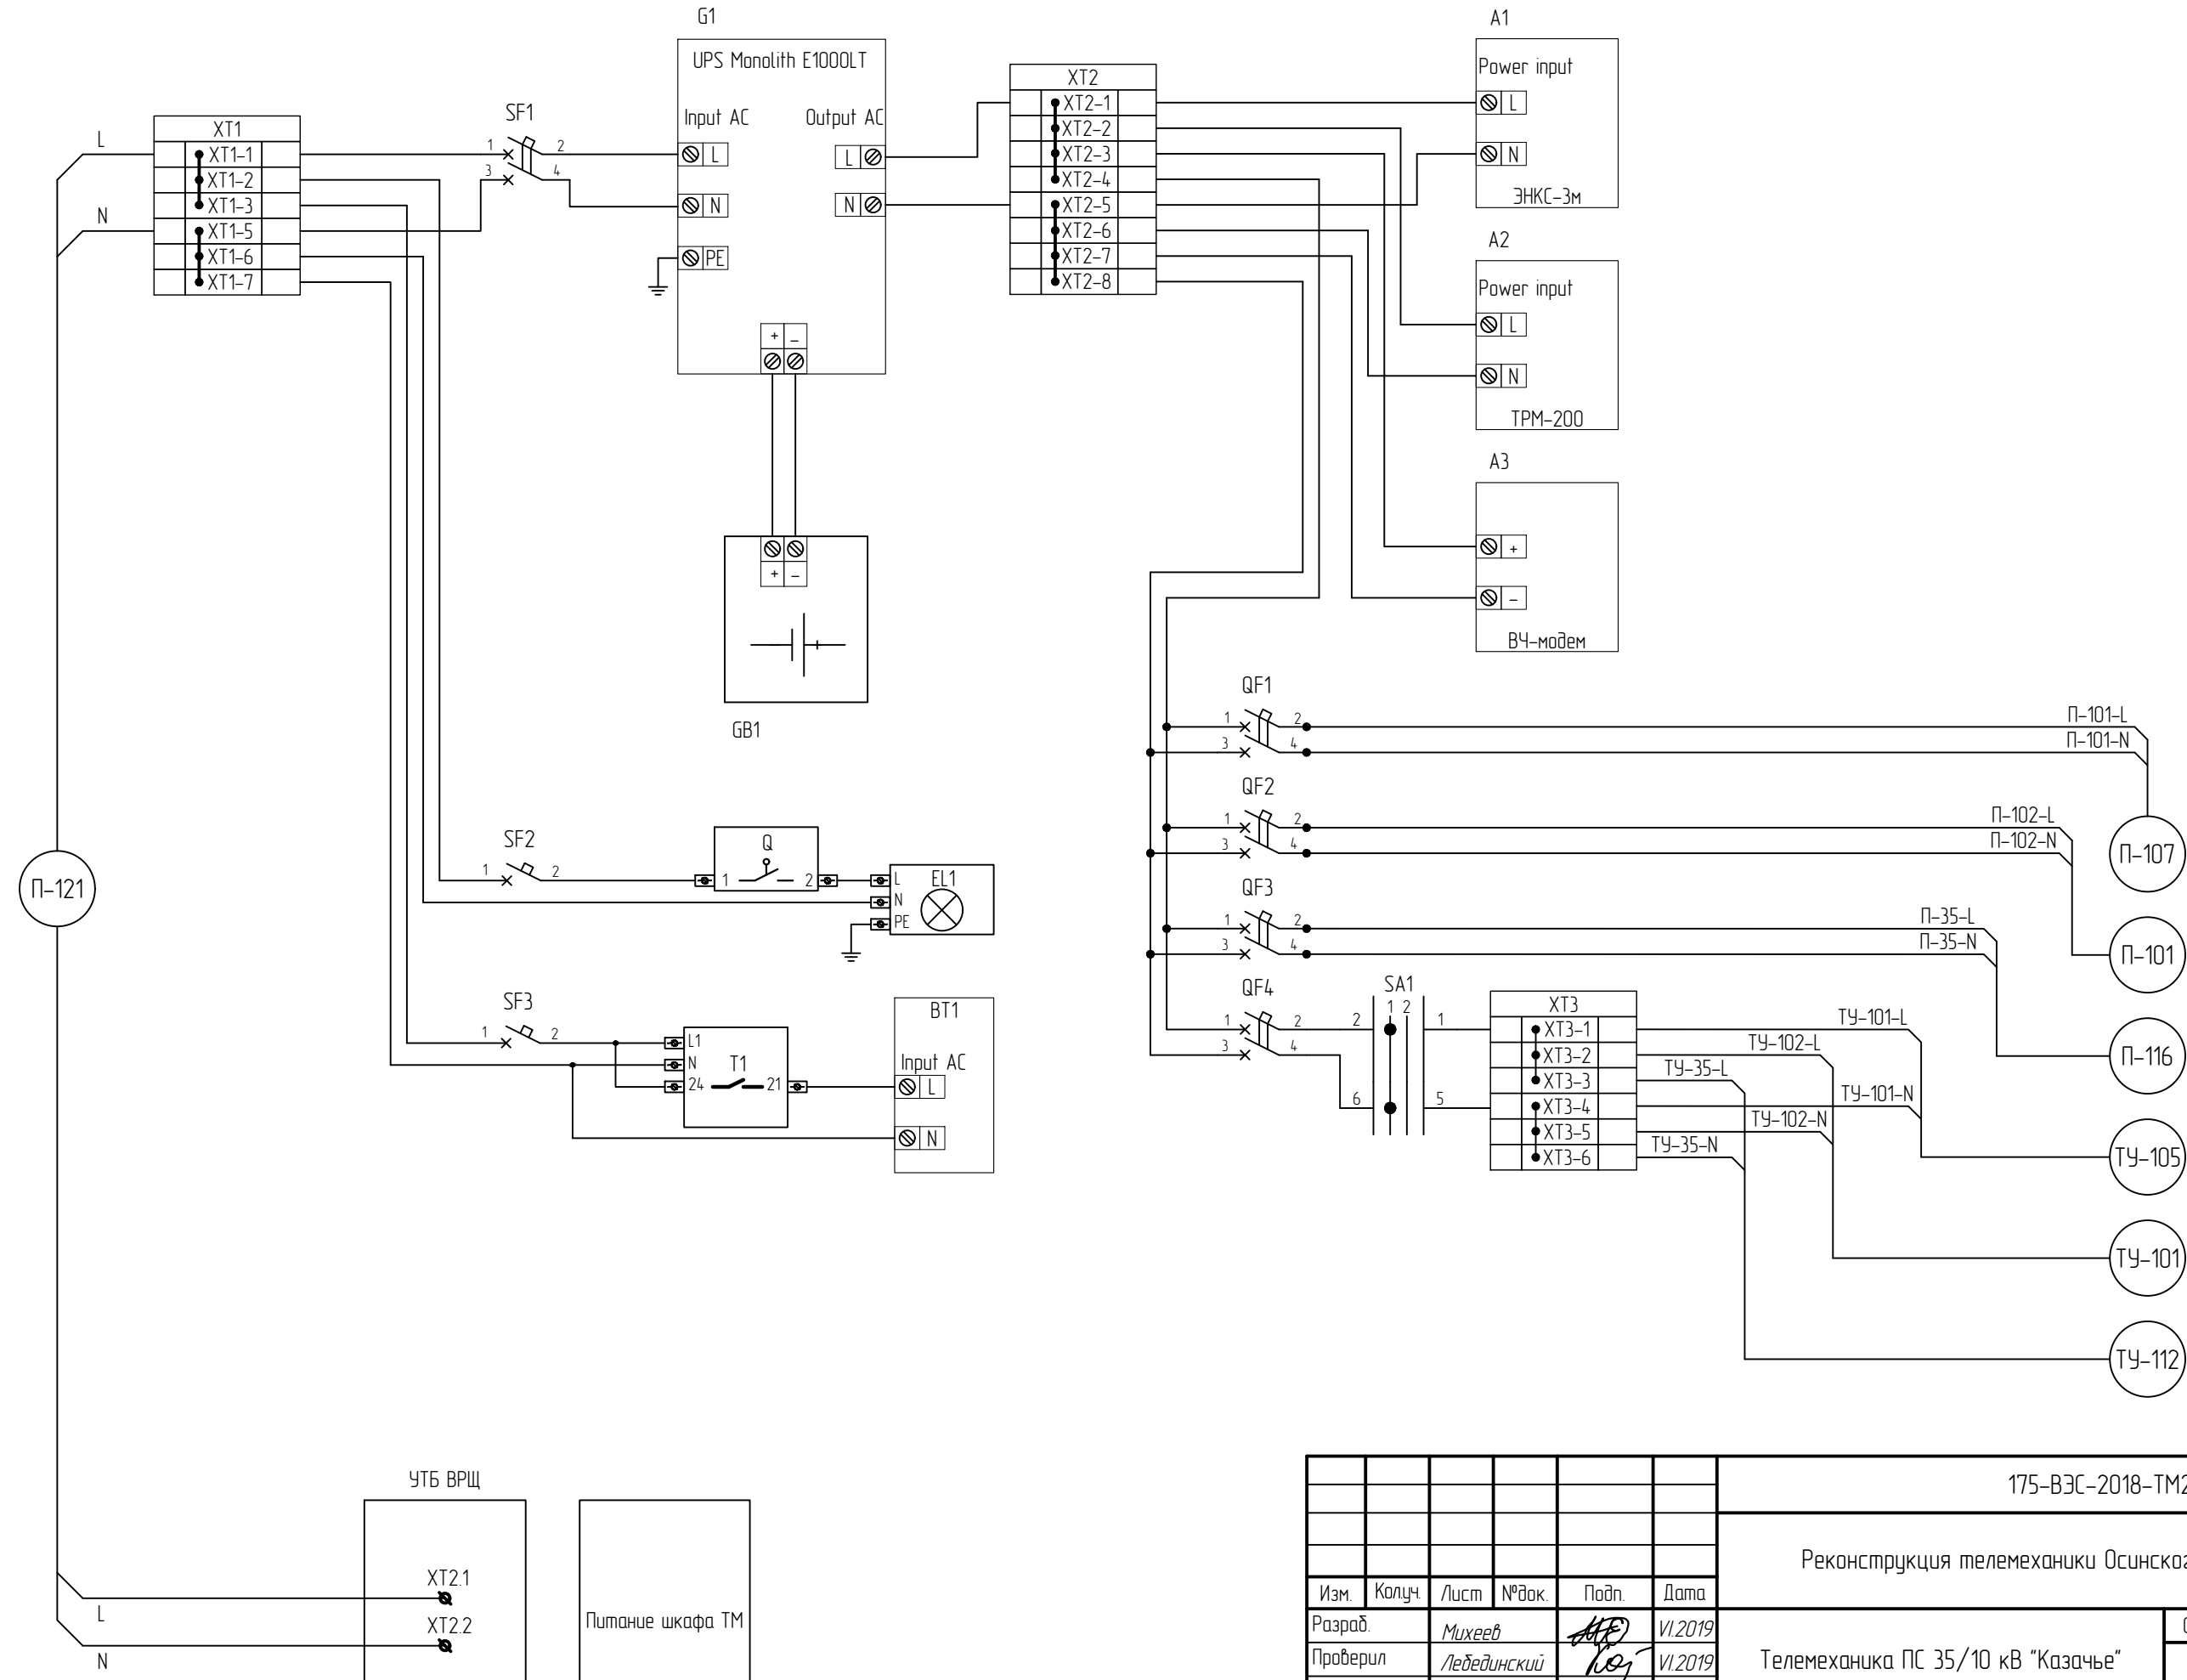 G1
UPS Monolith E1000LT
Input AC
Output AC
L
N
PE
L
N
+ –
+ –
GB1
A1
Power input
L
N
ЭНКС-3м
A2
Power input
L
N
ТРМ-200
A3
+
–
ВЧ-модем
L
N
XT1
XT1-1
XT1-2
XT1-3
XT1-5
XT1-6
XT1-7
SF1
1 2
3 4
XT2
XT2-1
XT2-2
XT2-3
XT2-4
XT2-5
XT2-6
XT2-7
XT2-8
П-121
SF2
1 2
Q
1 2
EL1
L
N
PE
SF3
1 2
T1
L1
N
24 21
BT1
Input AC
L
N
QF1
1 2
3 4
П-101-L
П-101-N
П-107
QF2
1 2
3 4
П-102-L
П-102-N
П-101
QF3
1 2
3 4
П-35-L
П-35-N
П-116
QF4
1 2
3 4
SA1
1 2
2 1
6 5
XT3
XT3-1
XT3-2
XT3-3
XT3-4
XT3-5
XT3-6
ТУ-101-L
ТУ-102-L
ТУ-35-L
ТУ-101-N
ТУ-102-N
ТУ-35-N
ТУ-105
ТУ-101
ТУ-112
УТБ ВРЩ
XT2.1
XT2.2
L
N
Питание шкафа ТМ
175-ВЭС-2018-ТМ2
Реконструкция телемеханики Осинског
Изм. Кол.уч. Лист №док. Подп. Дата
Разраб. Михеев VI.2019
Проверил Лебединский VI.2019
Телемеханика ПС 35/10 кВ "Казачье"